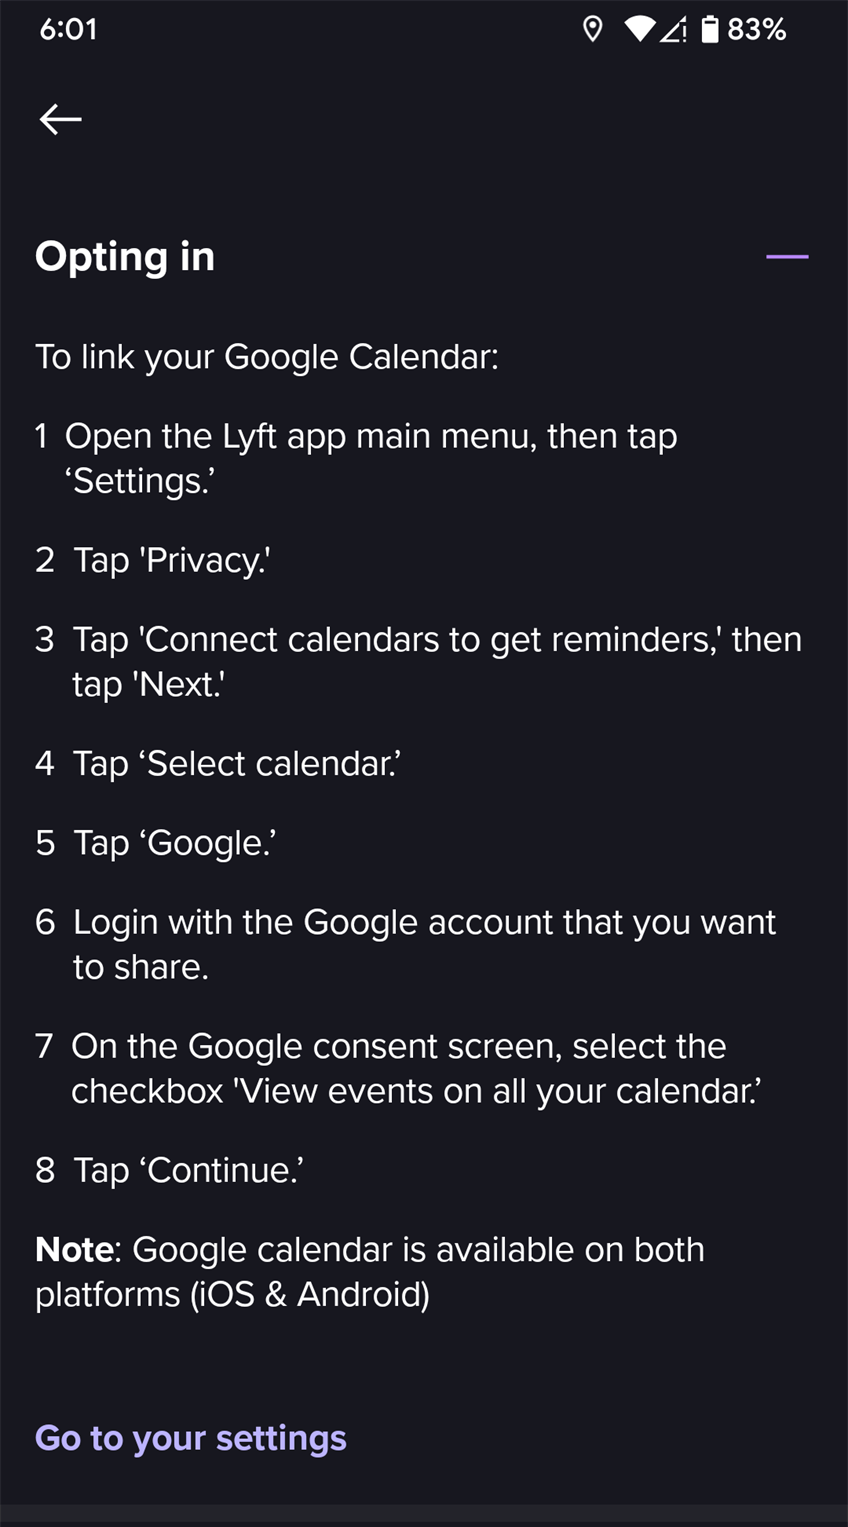 6:01
83%
Opting in
To link your Google Calendar:
1 Open the Lyft app main menu, then tap
‘Settings.’
2 Tap 'Privacy.'
3 Tap 'Connect calendars to get reminders,' then
tap 'Next.'
4 Tap ‘Select calendar.’
5 Tap ‘Google.’
6 Login with the Google account that you want
to share.
7 On the Google consent screen, select the
checkbox 'View events on all your calendar.’
8 Tap ‘Continue.’
Note: Google calendar is available on both
platforms (iOS & Android)
Go to your settings